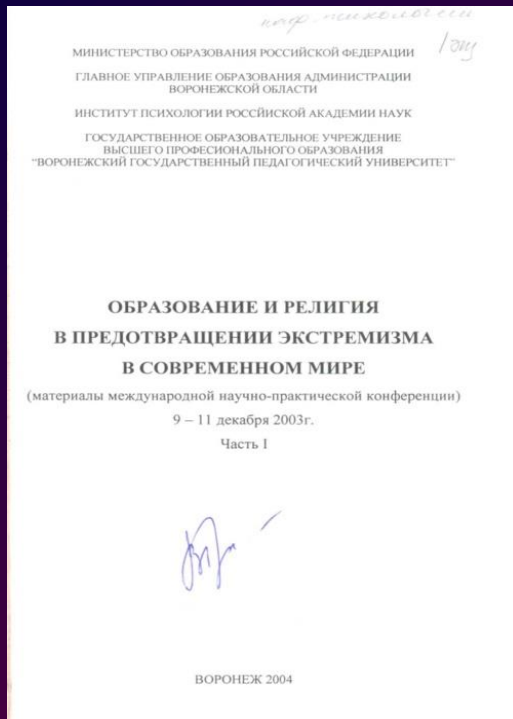 психологии
МИНИСТЕРСТВО ОБРАЗОВАНИЯ РОССИЙСКОЙ ФЕДЕРАЦИИ
ГЛАВНОЕ УПРАВЛЕНИЕ ОБРАЗОВАНИЯ АДМИНИСТРАЦИИ
ВОРОНЕЖСКОЙ ОБЛАСТИ
ИНСТИТУТ ПСИХОЛОГИИ РОССЙИСКОЙ АКАДЕМИИ НАУК
ГОСУДАРСТВЕННОЕ ОБРАЗОВАТЕЛЬНОЕ УЧРЕЖДЕНИЕ
ВЫСШЕГО ПРОФЕСИОНАЛЬНОГО ОБРАЗОВАНИЯ
"ВОРОНЕЖСКИЙ ГОСУДАРСТВЕННЫЙ ПЕДАГОГИЧЕСКИЙ УНИВЕРСИТЕТ"
ОБРАЗОВАНИЕ И РЕЛИГИЯ
В ПРЕДОТВРАЩЕНИИ ЭКСТРЕМИЗМА
В СОВРЕМЕННОМ МИРЕ
(материалы международной научно-практической конференции)
9 – 11 декабря 2003г.
Часть I
ВОРОНЕЖ 2004